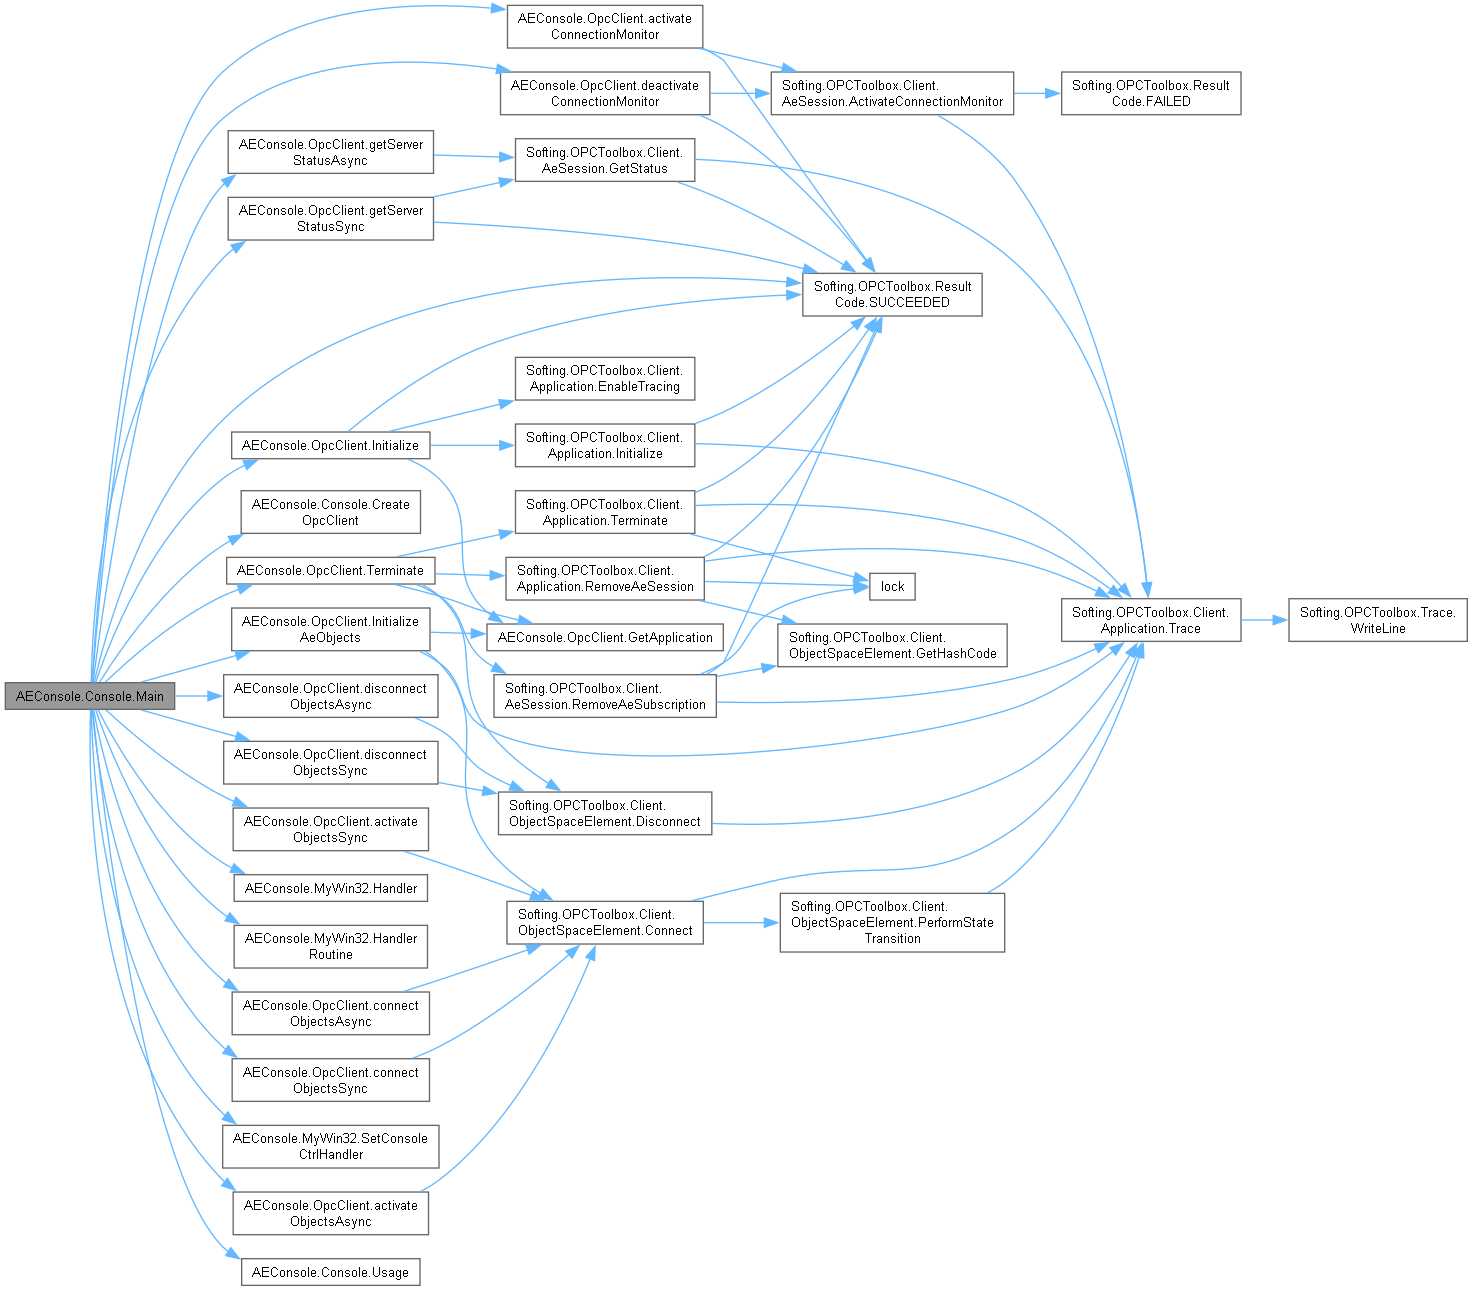 AEConsole.OpcClient.activate
ConnectionMonitor
AEConsole.OpcClient.deactivate
ConnectionMonitor
Softing.OPCToolbox.Client.
AeSession.ActivateConnectionMonitor
Softing.OPCToolbox.Result
Code.FAILED
AEConsole.OpcClient.getServer
StatusAsync
Softing.OPCToolbox.Client.
AeSession.GetStatus
AEConsole.OpcClient.getServer
StatusSync
Softing.OPCToolbox.Result
Code.SUCCEEDED
Softing.OPCToolbox.Client.
Application.EnableTracing
AEConsole.OpcClient.Initialize
Softing.OPCToolbox.Client.
Application.Initialize
AEConsole.Console.Create
OpcClient
Softing.OPCToolbox.Client.
Application.Terminate
AEConsole.OpcClient.Terminate
Softing.OPCToolbox.Client.
Application.RemoveAeSession
lock
AEConsole.OpcClient.Initialize
AeObjects
AEConsole.OpcClient.GetApplication
Softing.OPCToolbox.Client.
ObjectSpaceElement.GetHashCode
Softing.OPCToolbox.Client.
Application.Trace
Softing.OPCToolbox.Trace.
WriteLine
AEConsole.Console.Main
AEConsole.OpcClient.disconnect
ObjectsAsync
Softing.OPCToolbox.Client.
AeSession.RemoveAeSubscription
AEConsole.OpcClient.disconnect
ObjectsSync
Softing.OPCToolbox.Client.
ObjectSpaceElement.Disconnect
AEConsole.OpcClient.activate
ObjectsSync
AEConsole.MyWin32.Handler
Softing.OPCToolbox.Client.
ObjectSpaceElement.Connect
Softing.OPCToolbox.Client.
ObjectSpaceElement.PerformState
Transition
AEConsole.MyWin32.Handler
Routine
AEConsole.OpcClient.connect
ObjectsAsync
AEConsole.OpcClient.connect
ObjectsSync
AEConsole.MyWin32.SetConsole
CtrlHandler
AEConsole.OpcClient.activate
ObjectsAsync
AEConsole.Console.Usage